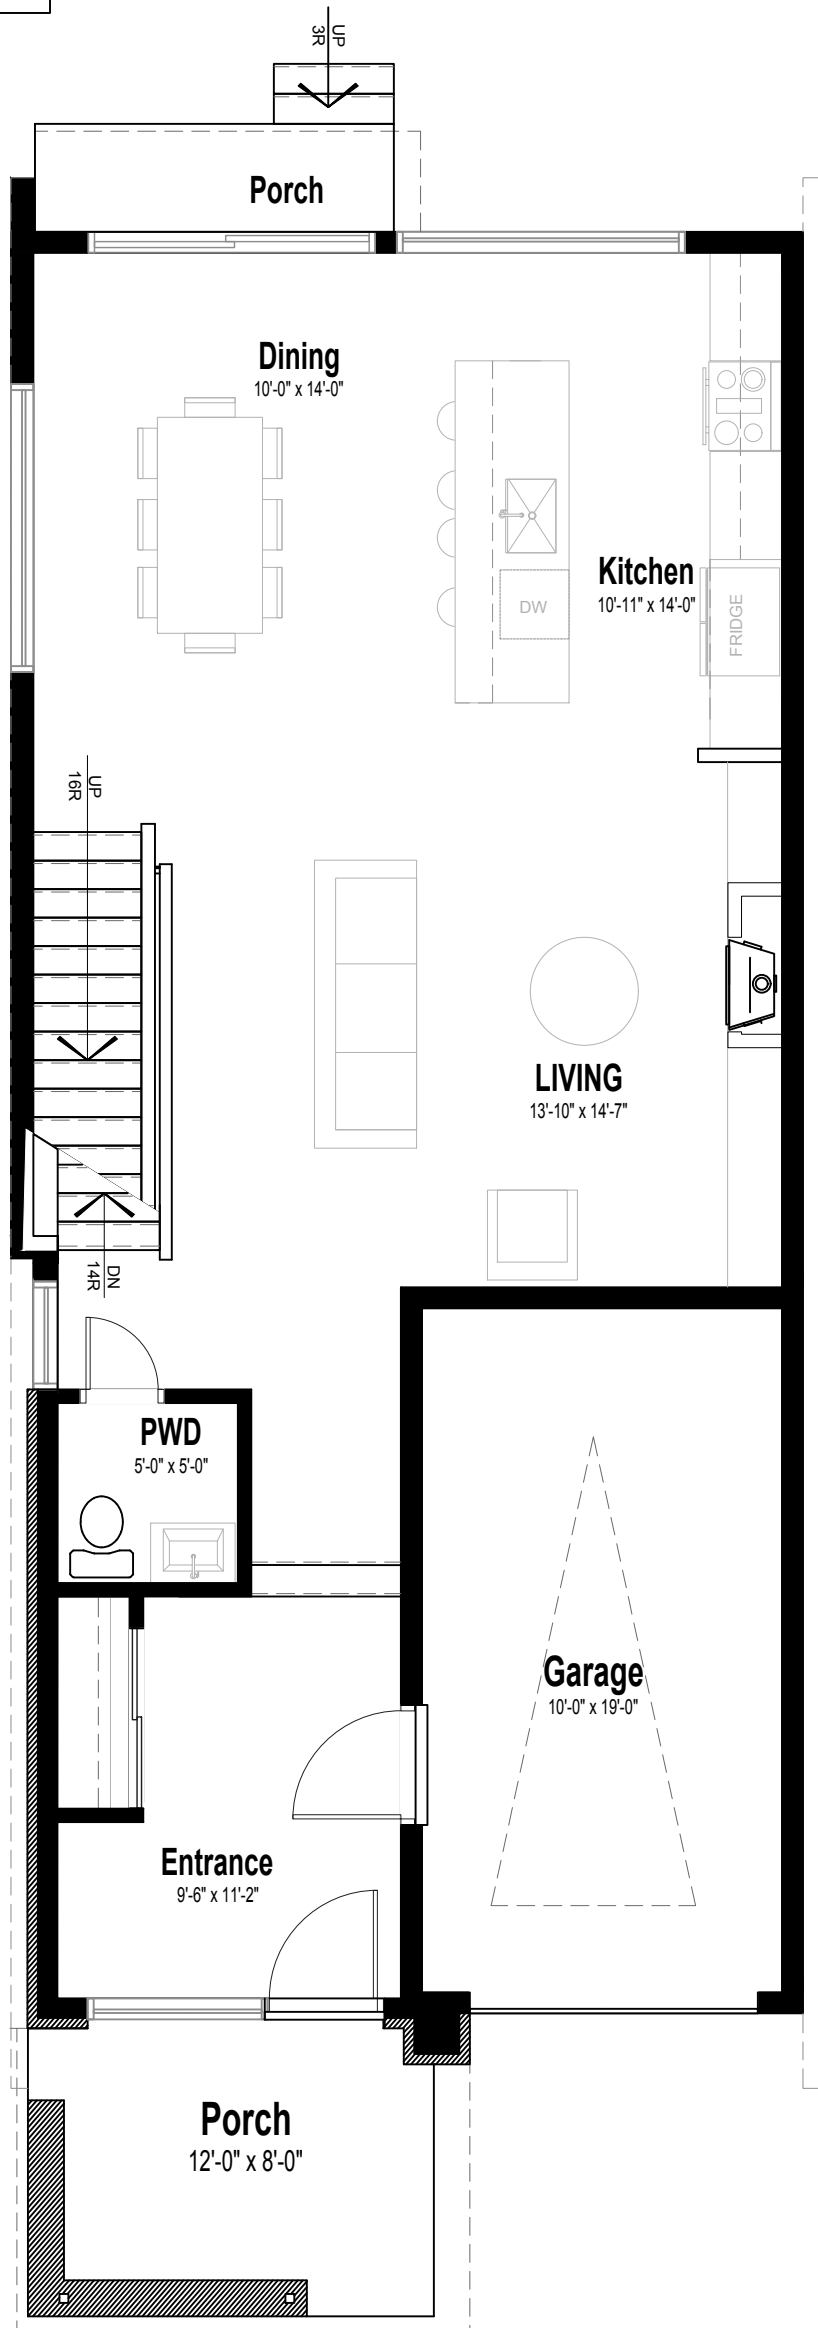 UP
3R
Porch
Dining
10'-0" x 14'-0"
Kitchen
10'-11" x 14'-0"
FRIDGE
DW
UP
16R
LIVING
13'-10" x 14'-7"
DN
14R
PWD
5'-0" x 5'-0"
Garage
10'-0" x 19'-0"
Entrance
9'-6" x 11'-2"
Porch
12'-0" x 8'-0"